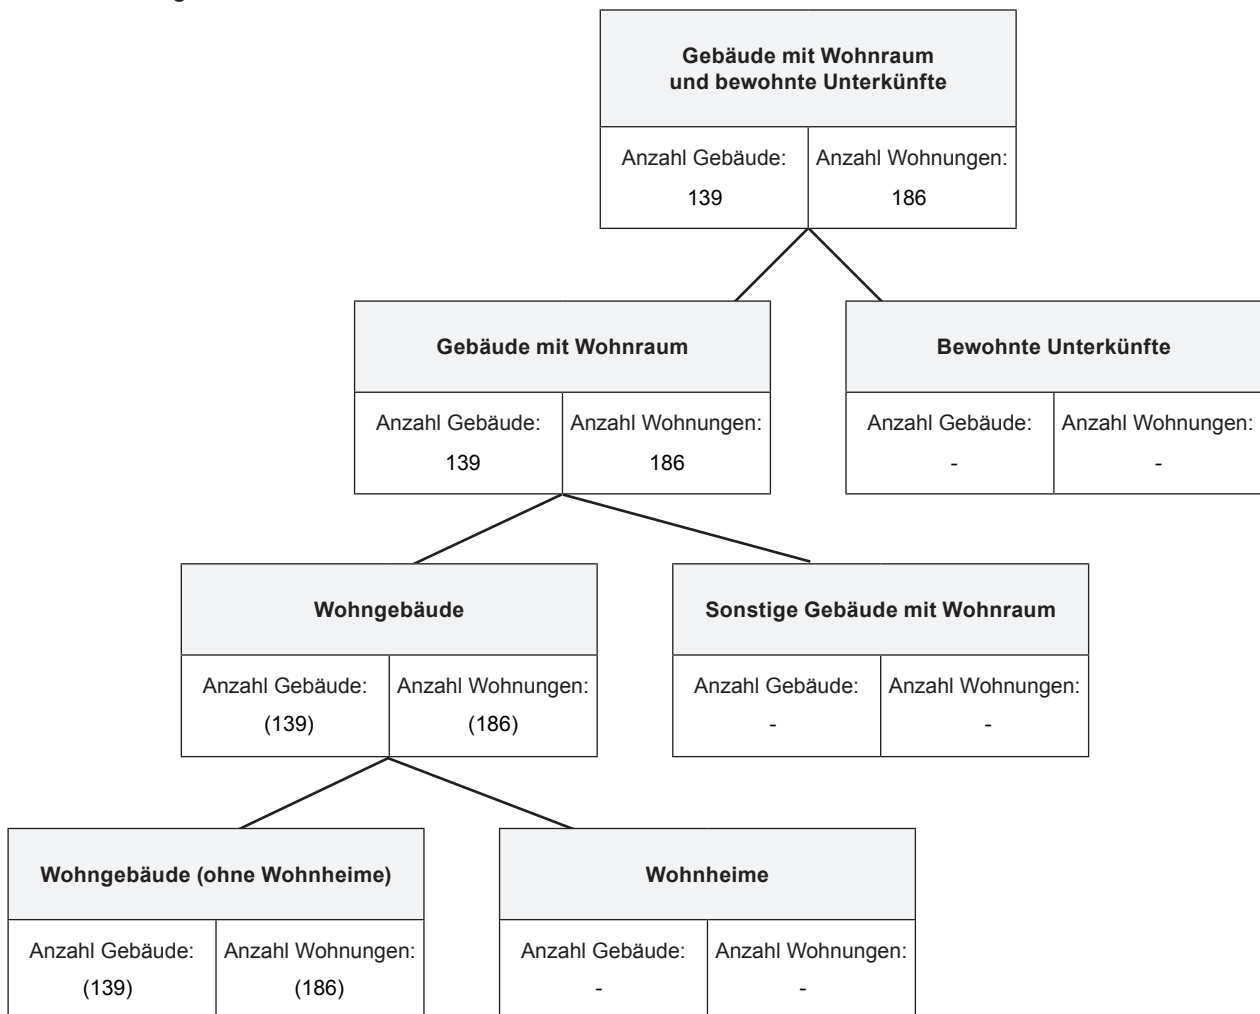 Gebäude mit Wohnraum
und bewohnte Unterkünfte
Anzahl Gebäude: Anzahl Wohnungen:
139 186
Gebäude mit Wohnraum Bewohnte Unterkünfte
Anzahl Gebäude: Anzahl Wohnungen: Anzahl Gebäude: Anzahl Wohnungen:
139 186 - -
Wohngebäude Sonstige Gebäude mit Wohnraum
Anzahl Gebäude: Anzahl Wohnungen: Anzahl Gebäude: Anzahl Wohnungen:
(139) (186) - -
Wohngebäude (ohne Wohnheime) Wohnheime
Anzahl Gebäude: Anzahl Wohnungen: Anzahl Gebäude: Anzahl Wohnungen:
(139) (186) - -